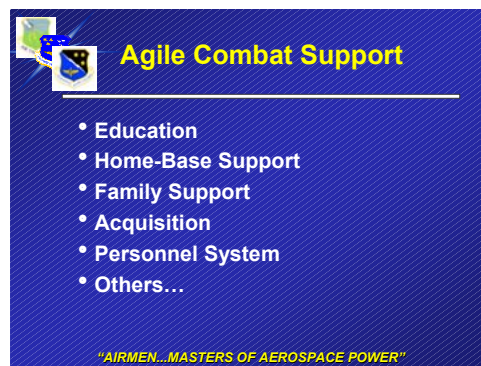 Agile Combat Support
• Education
• Home-Base Support
• Family Support
• Acquisition
• Personnel System
• Others…
“AIRMEN...MASTERS OF AEROSPACE POWER”